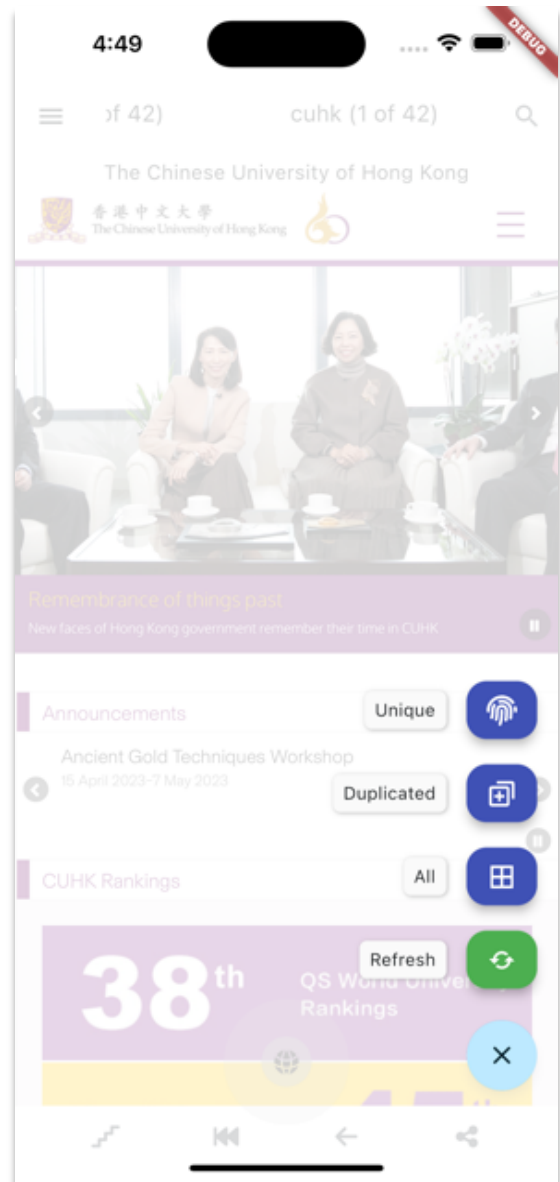 4:49
DEBUG
of 42)
cuhk (1 of 42)
The Chinese University of Hong Kong
香港中文大學
The Chinese University of Hong Kong
Remembrance of things past
New faces of Hong Kong government remember their time in CUHK
Announcements
Unique
Ancient Gold Techniques Workshop
15 April 2023-7 May 2023
Duplicated
CUHK Rankings
All
Refresh
38th
QS World University
Rankings